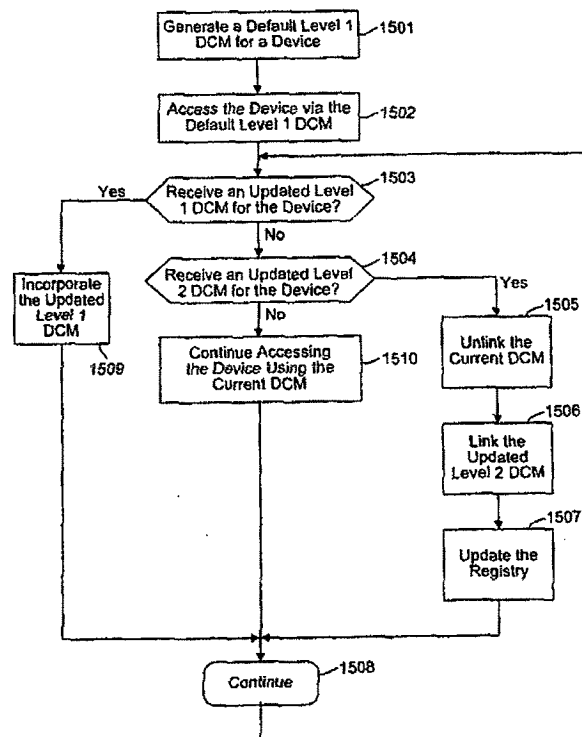 Generate a Default Level 1
DCM for a Device
1501
Access the Device via the
Default Level 1 DCM
1502
Yes
Receive an Updated Level
1 DCM for the Device?
1503
No
Receive an Updated Level
2 DCM for the Device?
1504
Yes
Incorporate
the Updated
Level 1
DCM
1509
No
Continue Accessing
the Device Using the
Current DCM
1510
Unlink the
Current DCM
1505
Link the
Updated
Level 2 DCM
1506
Update the
Registry
1507
Continue
1508